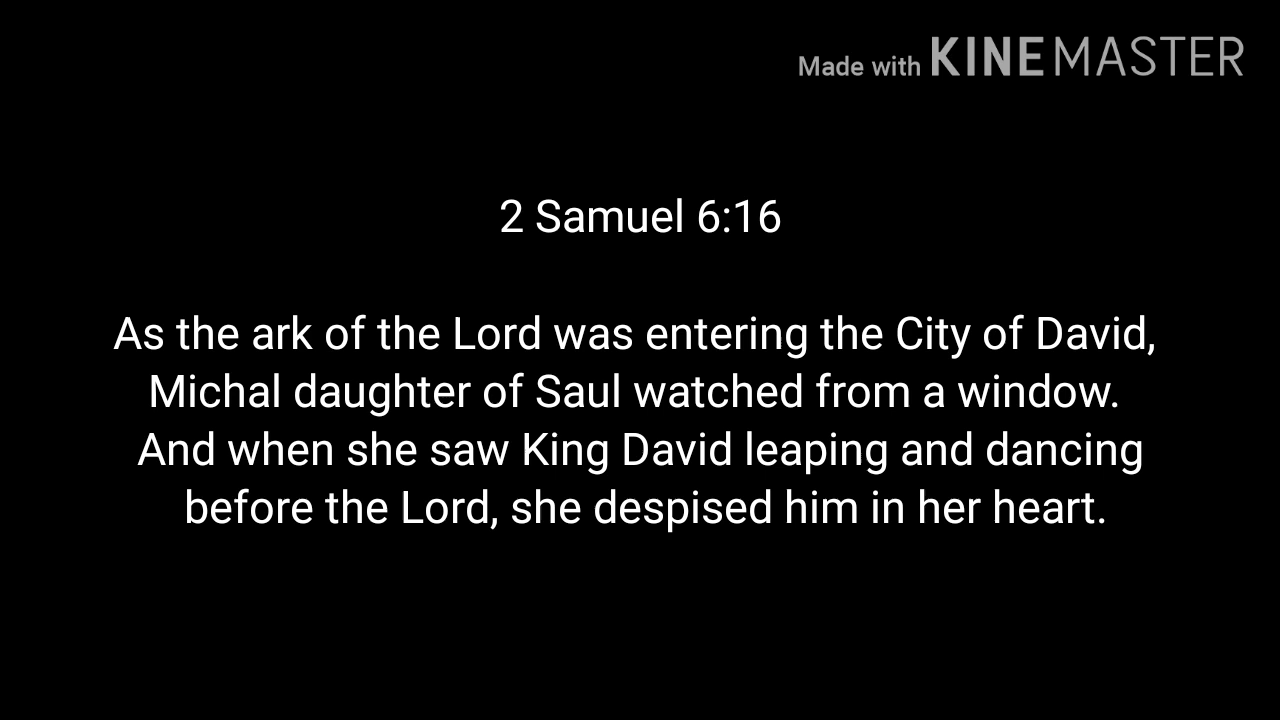 Made with KINEMASTER
2 Samuel 6:16
As the ark of the Lord was entering the City of David,
Michal daughter of Saul watched from a window.
And when she saw King David leaping and dancing
before the Lord, she despised him in her heart.